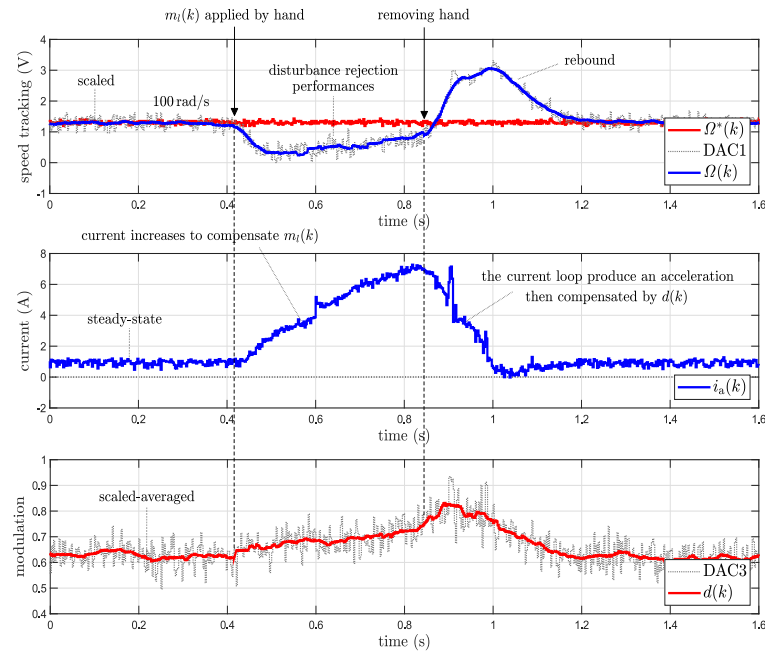 m_l(k) applied by hand
removing hand
speed tracking (V)
4
3
2
1
0
-1
scaled
100 rad/s
disturbance rejection
performances
rebound
Ω*(k)
DAC1
Ω(k)
0 0.2 0.4 0.6 0.8 1 1.2 1.4 1.6
time (s)
current (A)
8
6
4
2
0
-2
current increases to compensate m_l(k)
steady-state
the current loop produce an acceleration
then compensated by d(k)
i_a(k)
0 0.2 0.4 0.6 0.8 1 1.2 1.4 1.6
time (s)
modulation
1
0.9
0.8
0.7
0.6
0.5
0.4
scaled-averaged
DAC3
d(k)
0 0.2 0.4 0.6 0.8 1 1.2 1.4 1.6
time (s)